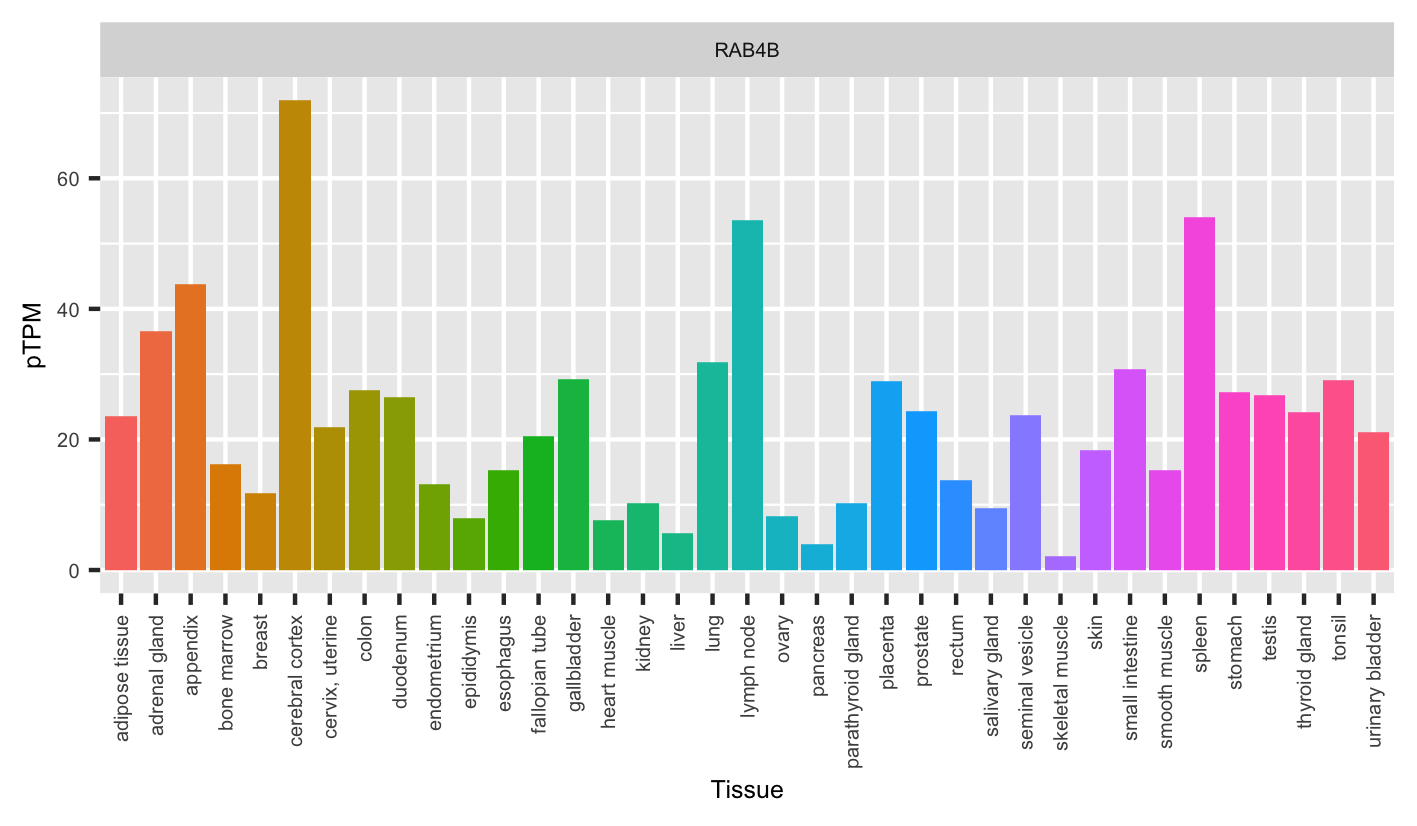 RAB4B
pTPM
60
40
20
0
adipose tissue
adrenal gland
appendix
bone marrow
breast
cerebral cortex
cervix, uterine
colon
duodenum
endometrium
epididymis
esophagus
fallopian tube
gallbladder
heart muscle
kidney
liver
lung
lymph node
ovary
pancreas
parathyroid gland
placenta
prostate
rectum
salivary gland
seminal vesicle
skeletal muscle
skin
small intestine
smooth muscle
spleen
stomach
testis
thyroid gland
tonsil
urinary bladder
Tissue